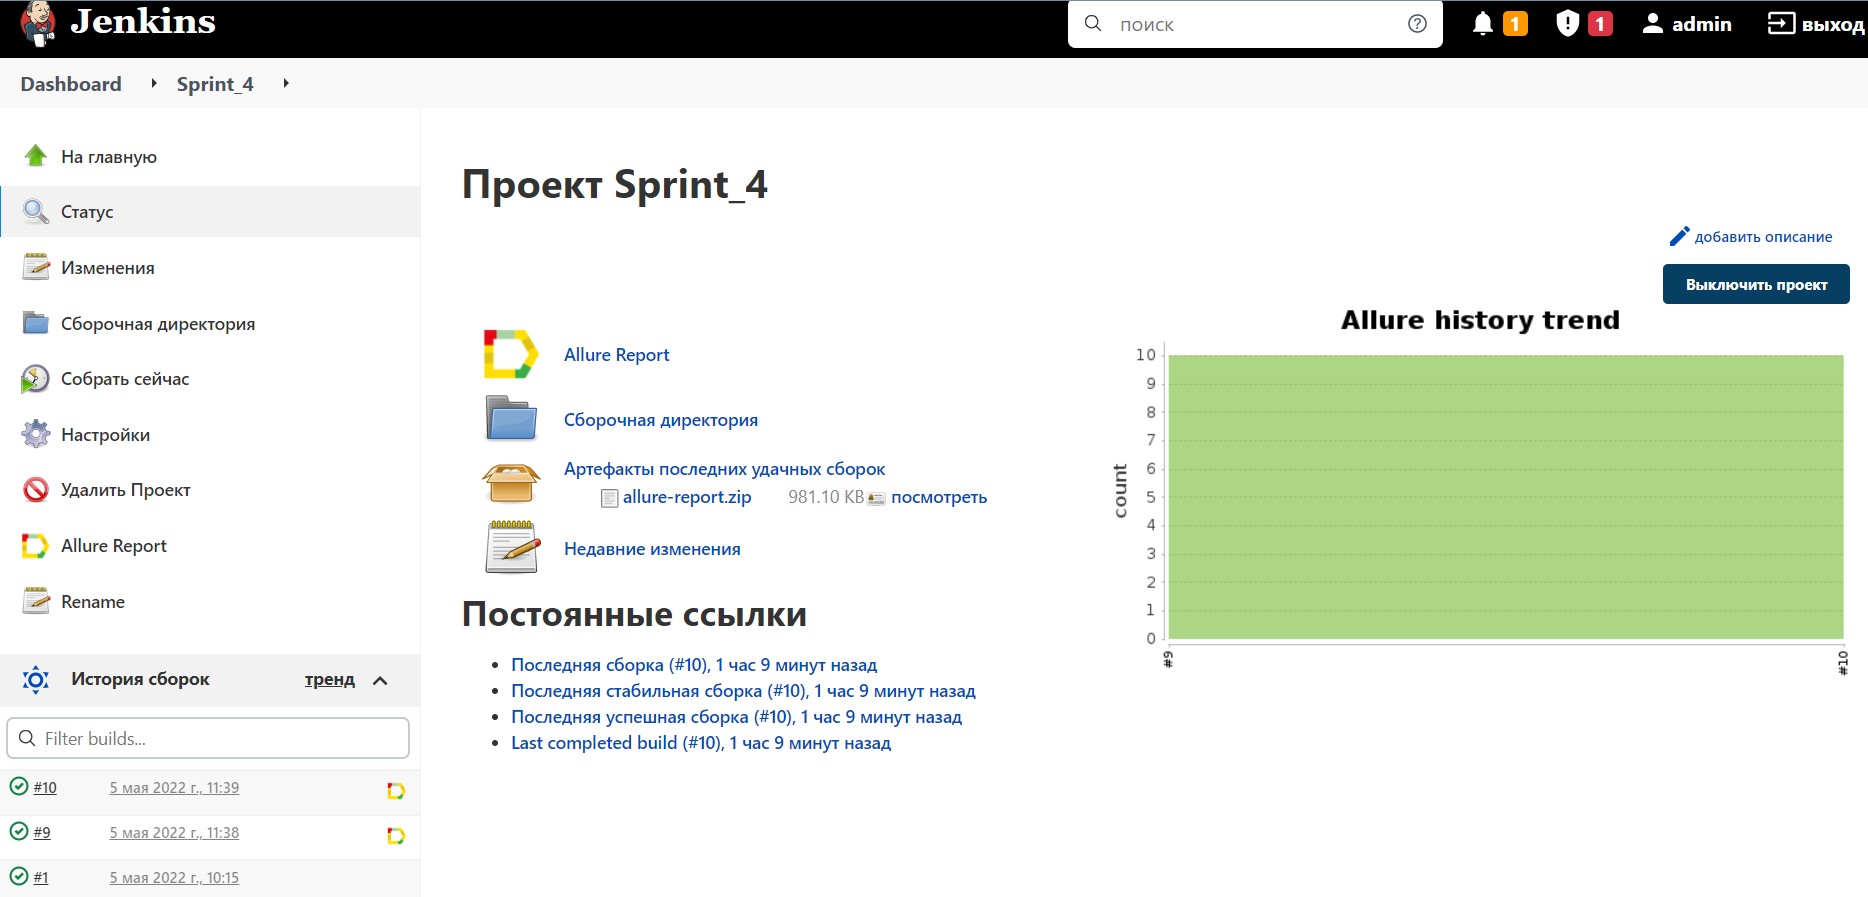 Jenkins
поиск
1
1
admin
выход
Dashboard
Sprint_4
На главную
Статус
Изменения
Сборочная директория
Собрать сейчас
Настройки
Удалить Проект
Allure Report
Rename
История сборок
тренд
Filter builds...
#10 5 мая 2022 г., 11:39
#9 5 мая 2022 г., 11:38
#1 5 мая 2022 г., 10:15
Проект Sprint_4
добавить описание
Выключить проект
Allure Report
Сборочная директория
Артефакты последних удачных сборок
allure-report.zip 981.10 KB посмотреть
Недавние изменения
Постоянные ссылки
Последняя сборка (#10), 1 час 9 минут назад
Последняя стабильная сборка (#10), 1 час 9 минут назад
Последняя успешная сборка (#10), 1 час 9 минут назад
Last completed build (#10), 1 час 9 минут назад
Allure history trend
10
9
8
7
6
5
4
3
2
1
0
count
#9
#10